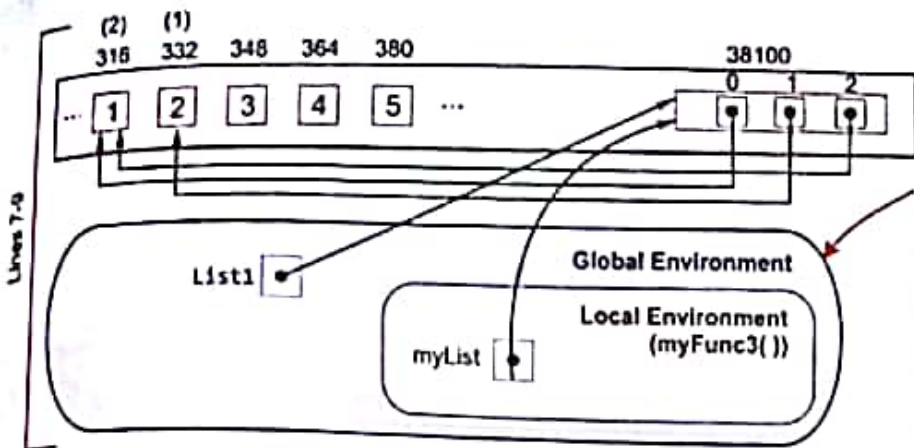 (2) (1)
316 332 348 364 380 38100
0 1 2
... 1 2 3 4 5 ...
Lines 7-9
Global Environment
List1
Local Environment
(myFunc3( ))
myList